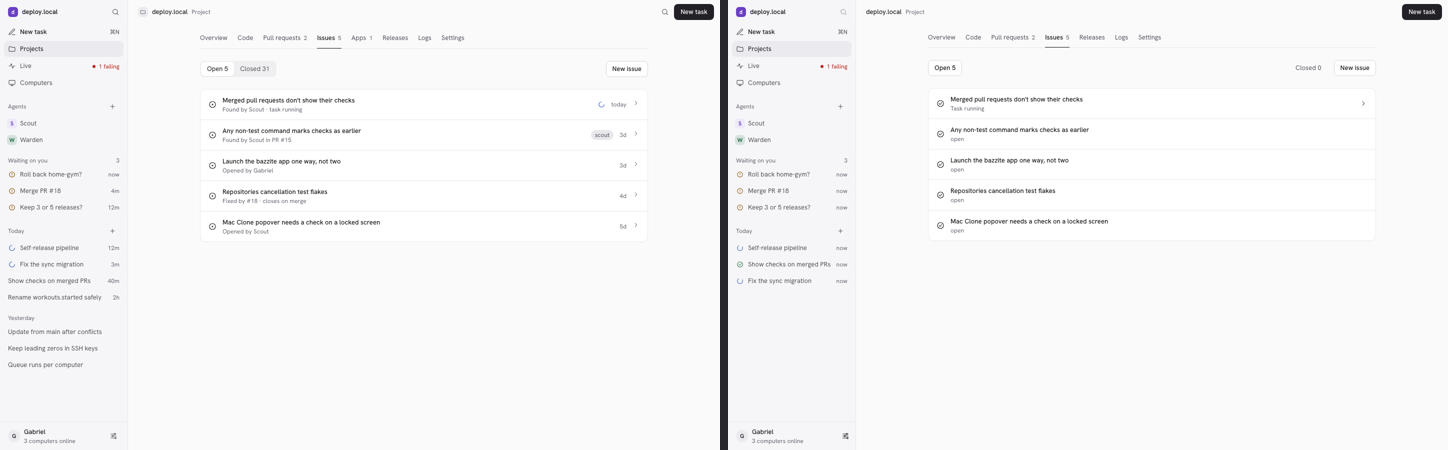 d deploy.local
New task ⌘N
Projects
Live 1 failing
Computers
Agents +
S Scout
W Warden
Waiting on you 3
Roll back home-gym? now
Merge PR #18 4m
Keep 3 or 5 releases? 12m
Today +
Self-release pipeline 12m
Fix the sync migration 3m
Show checks on merged PRs 40m
Rename workouts.started safely 2h
Yesterday
Update from main after conflicts
Keep leading zeros in SSH keys
Queue runs per computer
G Gabriel
3 computers online
deploy.local Project New task
Overview Code Pull requests 2 Issues 5 Apps 1 Releases Logs Settings
Open 5 Closed 31 New issue
Merged pull requests don't show their checks
Found by Scout · task running today
Any non-test command marks checks as earlier
Found by Scout in PR #15 scout 3d
Launch the bazzite app one way, not two
Opened by Gabriel 3d
Repositories cancellation test flakes
Fixed by #18 · closes on merge 4d
Mac Clone popover needs a check on a locked screen
Opened by Scout 5d
d deploy.local
New task ⌘N
Projects
Live 1 failing
Computers
Agents +
S Scout
W Warden
Waiting on you 3
Roll back home-gym? now
Merge PR #18 now
Keep 3 or 5 releases? now
Today +
Self-release pipeline now
Show checks on merged PRs now
Fix the sync migration now
G Gabriel
3 computers online
deploy.local Project New task
Overview Code Pull requests 2 Issues 5 Releases Logs Settings
Open 5 Closed 0 New issue
Merged pull requests don't show their checks
Task running
Any non-test command marks checks as earlier
open
Launch the bazzite app one way, not two
open
Repositories cancellation test flakes
open
Mac Clone popover needs a check on a locked screen
open